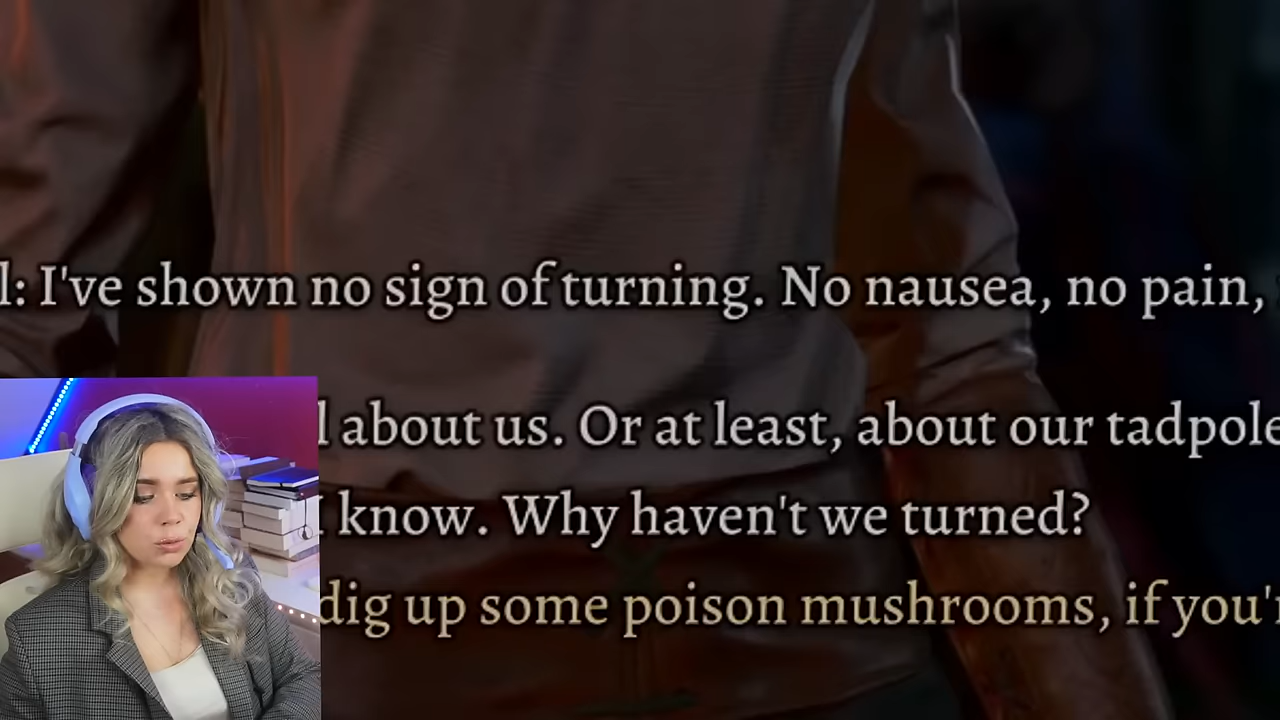 l: I've shown no sign of turning. No nausea, no pain,
l about us. Or at least, about our tadpole
I know. Why haven't we turned?
dig up some poison mushrooms, if you'r